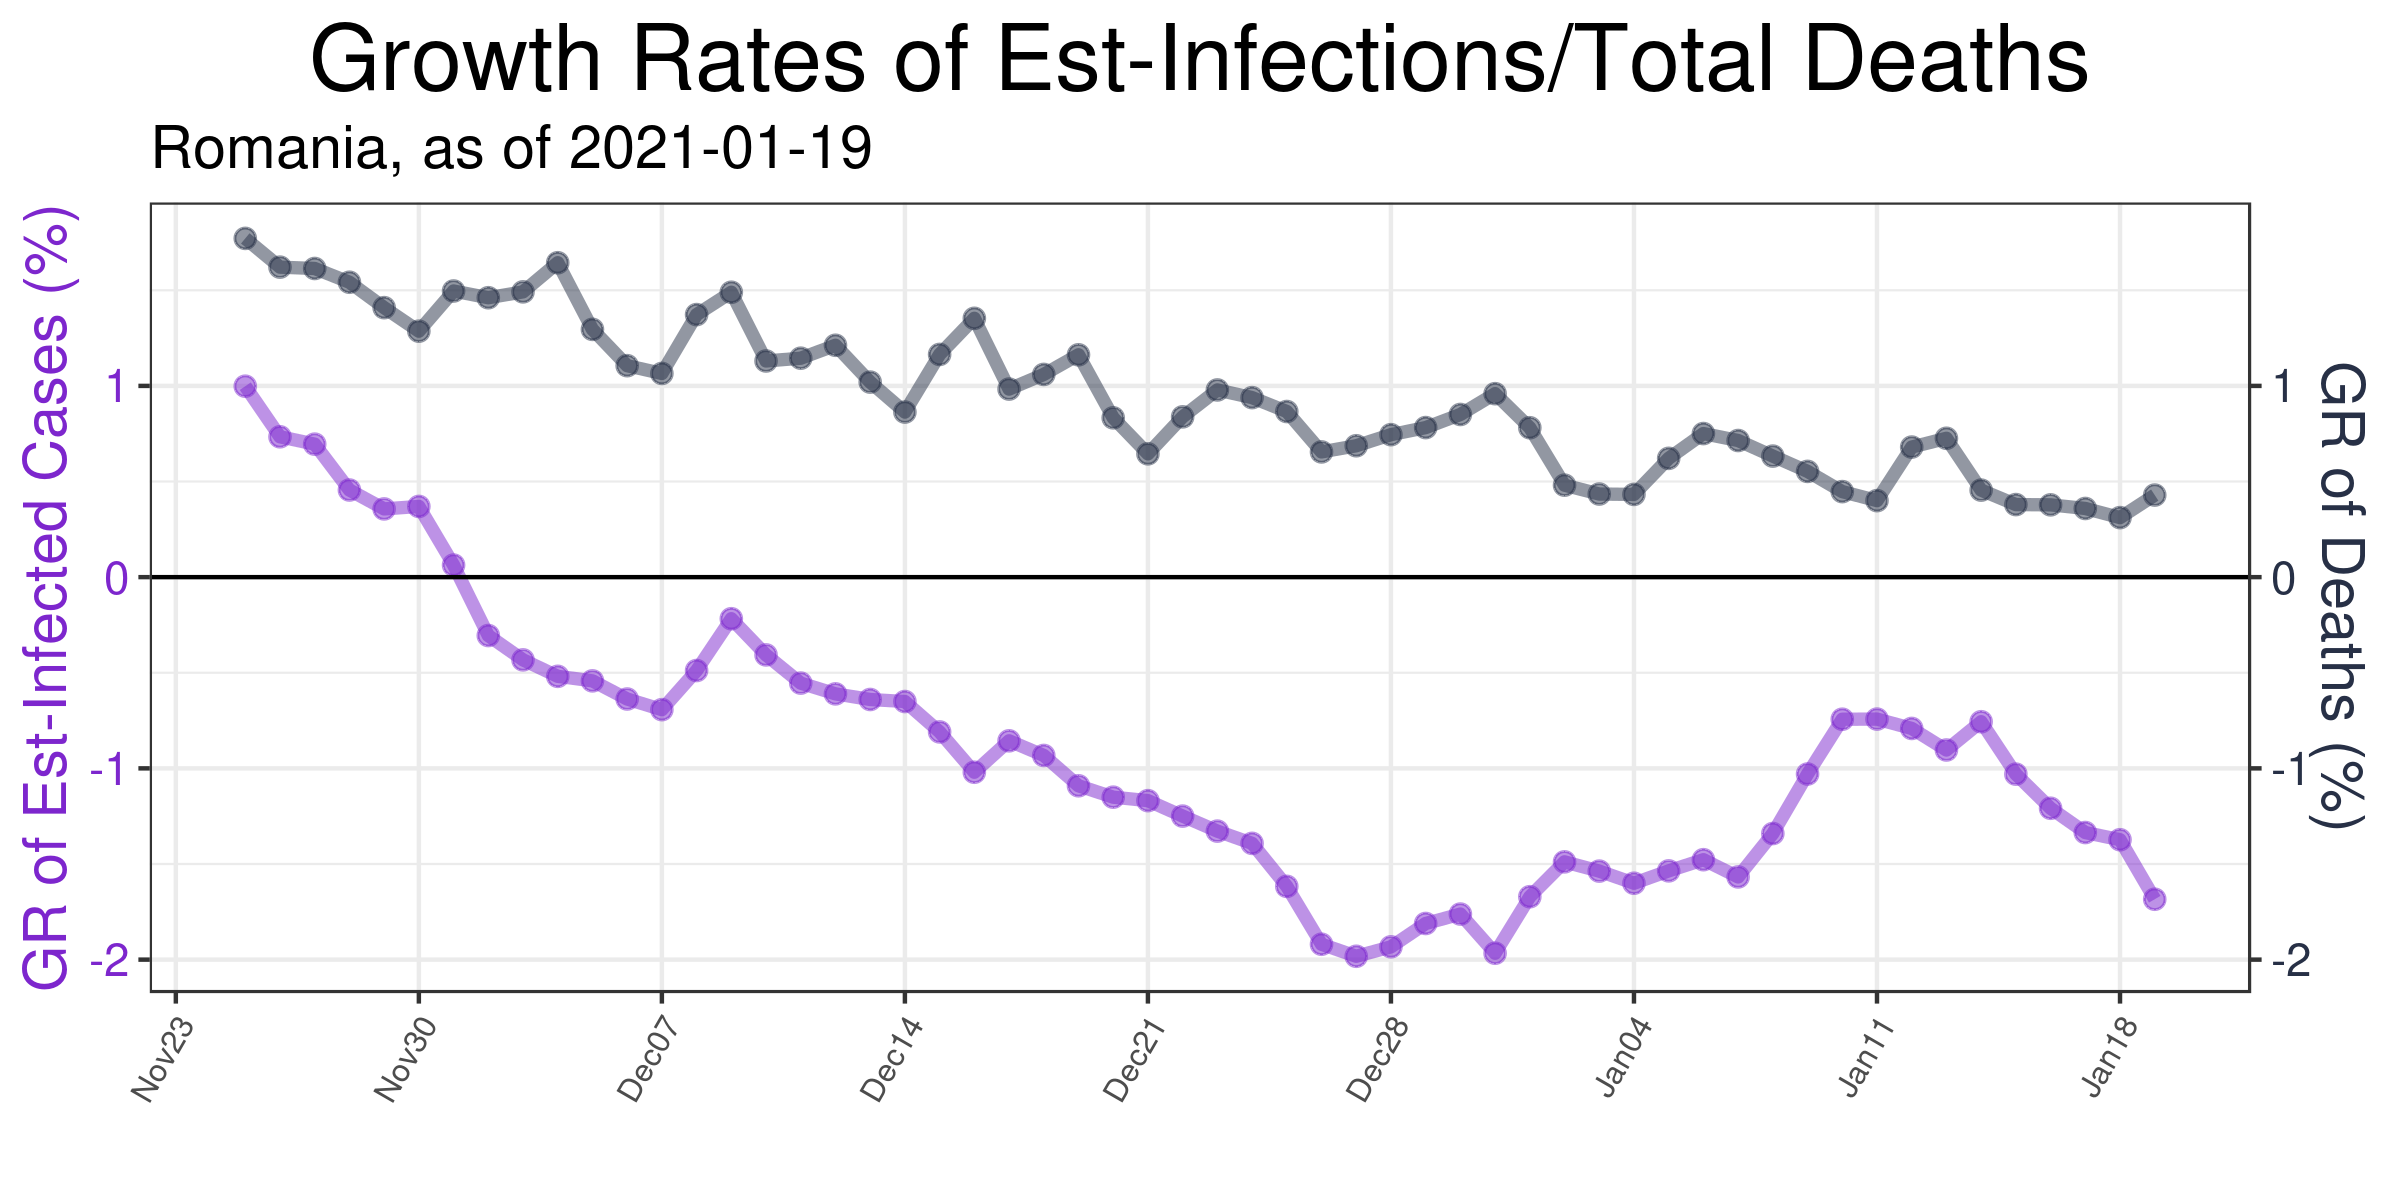 Growth Rates of Est-Infections/Total Deaths
Romania, as of 2021-01-19
GR of Est-Infected Cases (%)
1
0
-1
-2
1
0
-1
-2
GR of Deaths (%)
Nov23
Nov30
Dec07
Dec14
Dec21
Dec28
Jan04
Jan11
Jan18